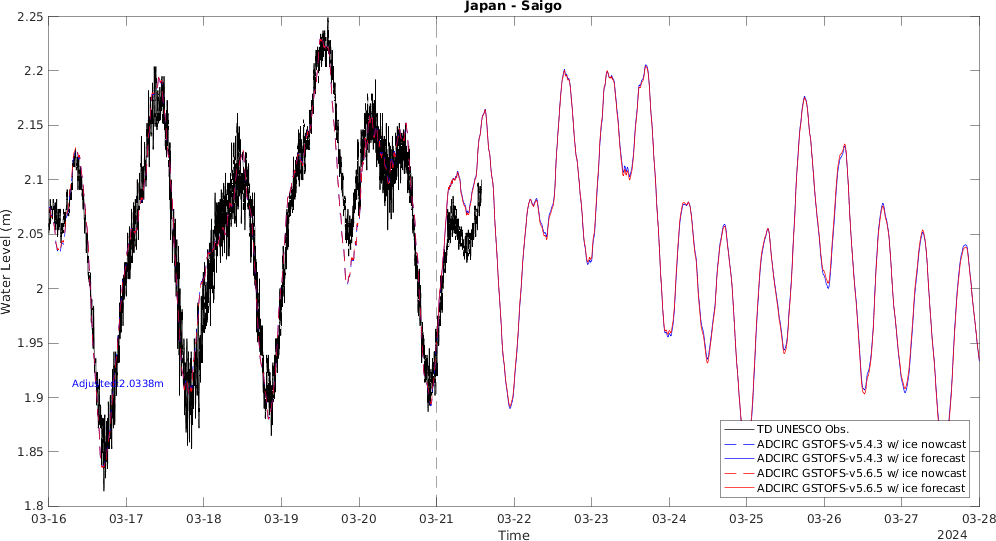 Japan - Saigo
2.25
2.2
2.15
2.1
2.05
2
1.95
1.9
1.85
1.8
Water Level (m)
Adjusted 2.0338m
TD UNESCO Obs.
ADCIRC GSTOFS-v5.4.3 w/ ice nowcast
ADCIRC GSTOFS-v5.4.3 w/ ice forecast
ADCIRC GSTOFS-v5.6.5 w/ ice nowcast
ADCIRC GSTOFS-v5.6.5 w/ ice forecast
03-16 03-17 03-18 03-19 03-20 03-21 03-22 03-23 03-24 03-25 03-26 03-27 03-28
Time
2024